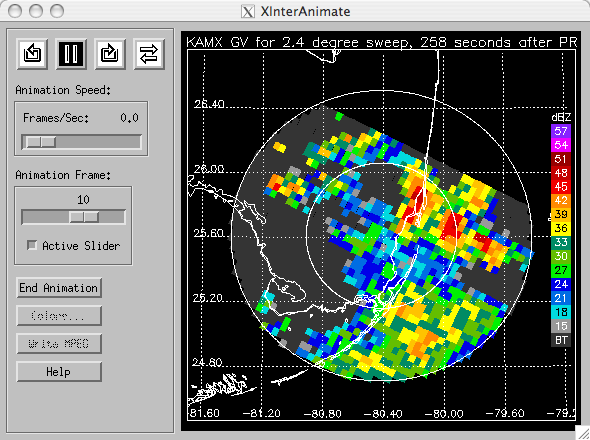 XInterAnimate
KAMX GV for 2.4 degree sweep, 258 seconds after PR
Animation Speed:
Frames/Sec: 0.0
Animation Frame:
10
Active Slider
End Animation
Colors...
Write MPEG
Help
26.40
26.00
25.60
25.20
24.80
-81.60 -81.20 -80.80 -80.40 -80.00 -79.60 -79.2
dBZ
57
54
51
48
45
42
39
36
33
30
27
24
21
18
15
BT